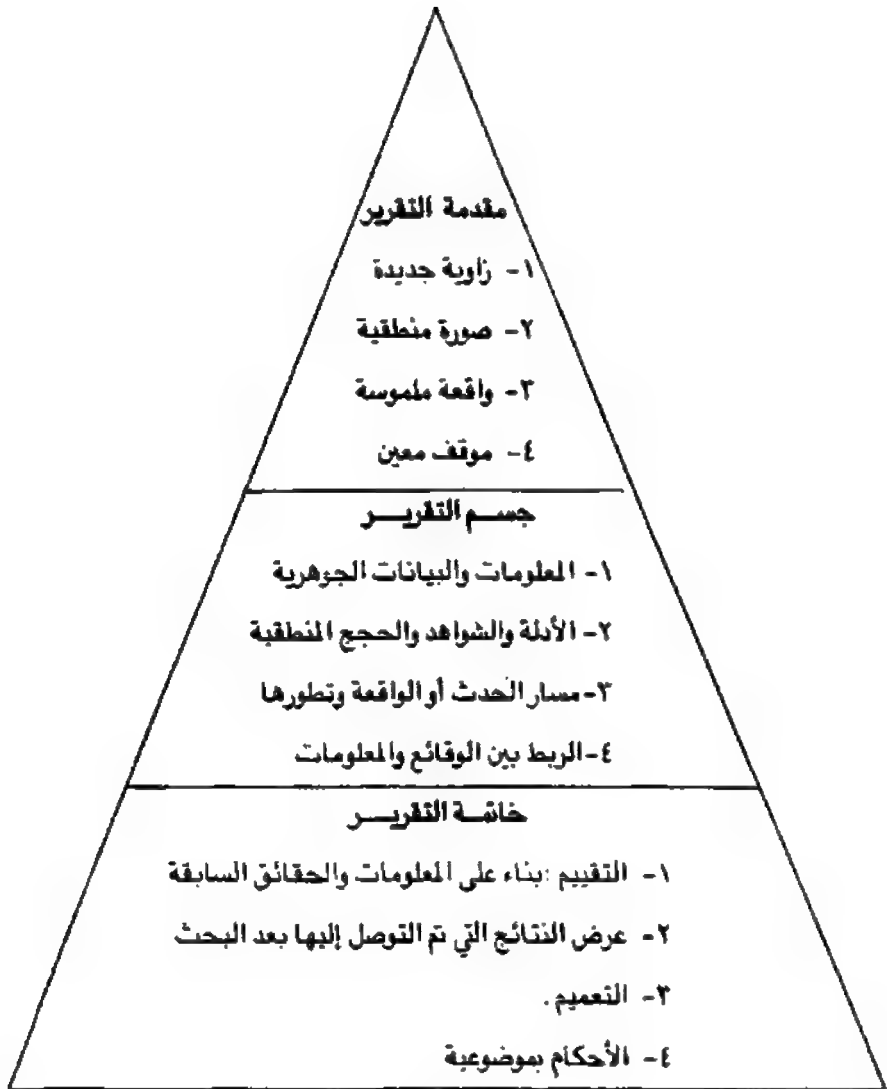 مقدمة التقرير
١- زاوية جديدة
٢- صورة منطقية
٣- واقعة ملموسة
٤- موقف معين
جسـم التقريـــر
١- المعلومات والبيانات الجوهرية
٢- الأدلة والشواهد والحجج المنطقية
٣-مسار الحدث أو الواقعة وتطورها
٤-الربط بين الوقائع والمعلومات
خاتمـة التقريـــر
١- التقييم :بناء على المعلومات والحقائق السابقة
٢- عرض النتائج التي تم التوصل إليها بعد البحث
٣- التعميم .
٤- الأحكام بموضوعية